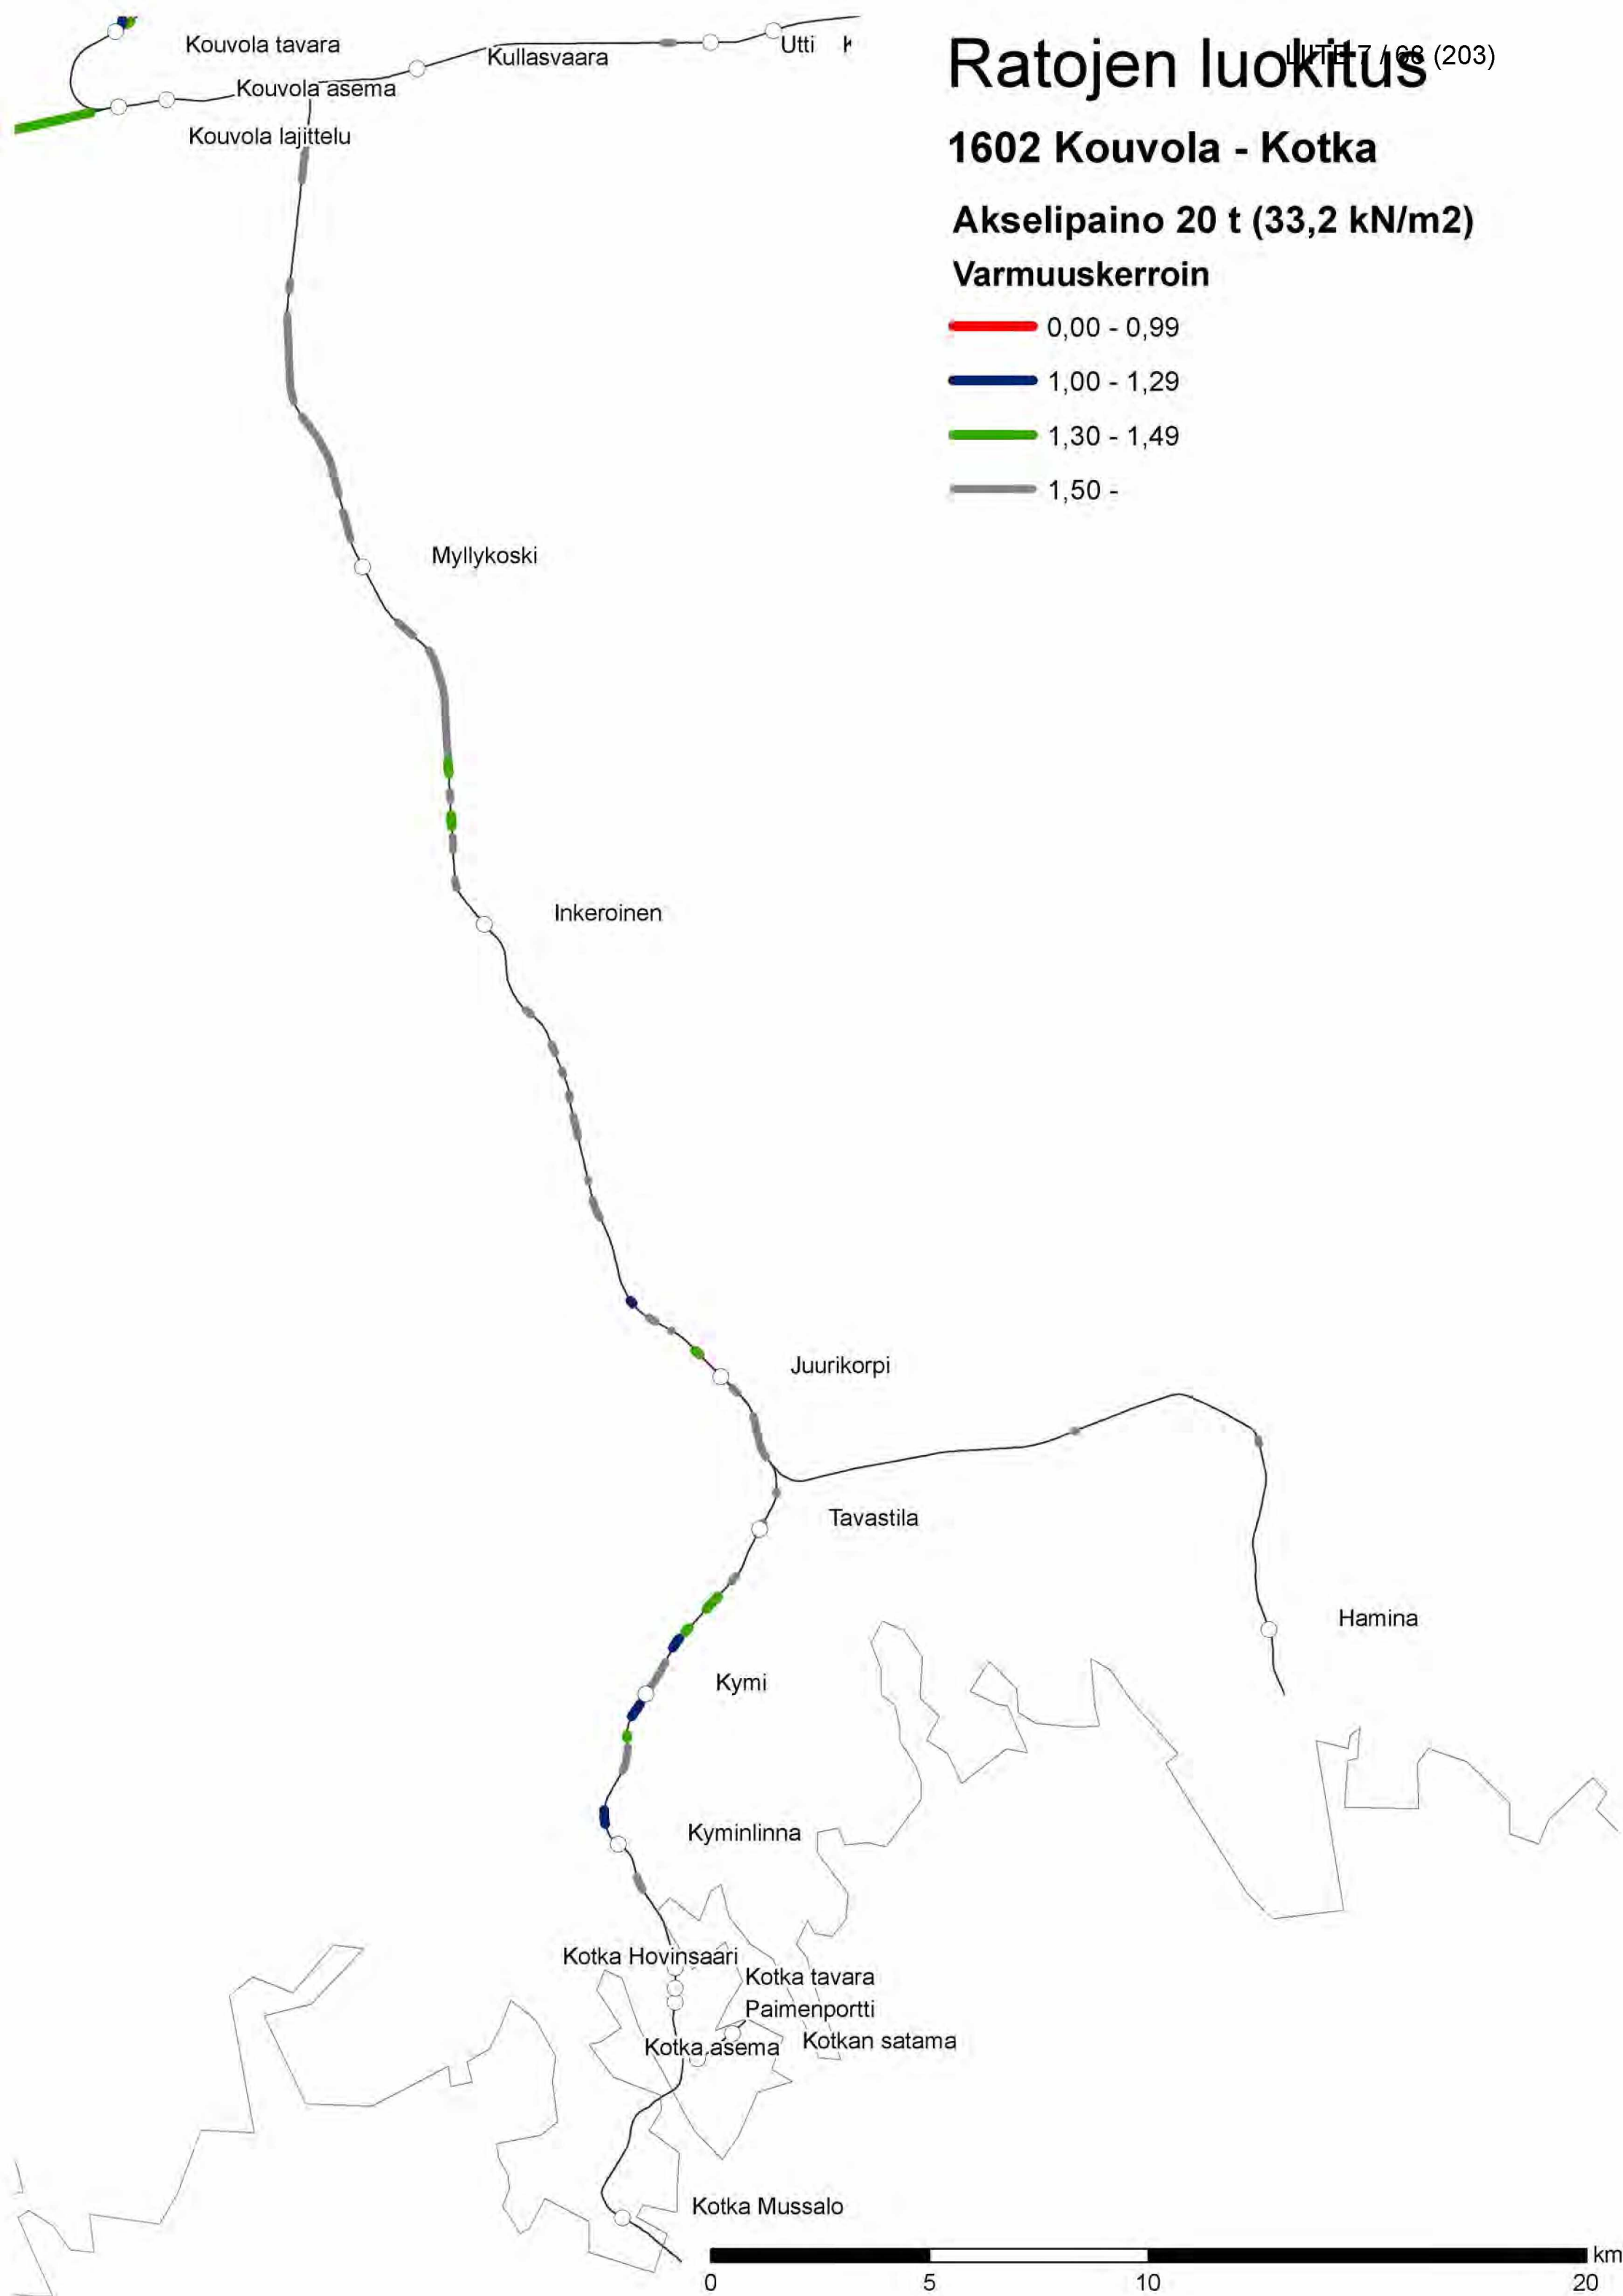 Ratojen luokitus
LIITE 7 / 68 (203)
1602 Kouvola - Kotka
Akselipaino 20 t (33,2 kN/m2)
Varmuuskerroin
0,00 - 0,99
1,00 - 1,29
1,30 - 1,49
1,50 -
Kouvola tavara
Kullasvaara
Utti
Kouvola asema
Kouvola lajittelu
Myllykoski
Inkeroinen
Juurikorpi
Tavastila
Hamina
Kymi
Kyminlinna
Kotka Hovinsaari
Kotka tavara
Paimenportti
Kotkan satama
Kotka asema
Kotka Mussalo
km
0 5 10 20